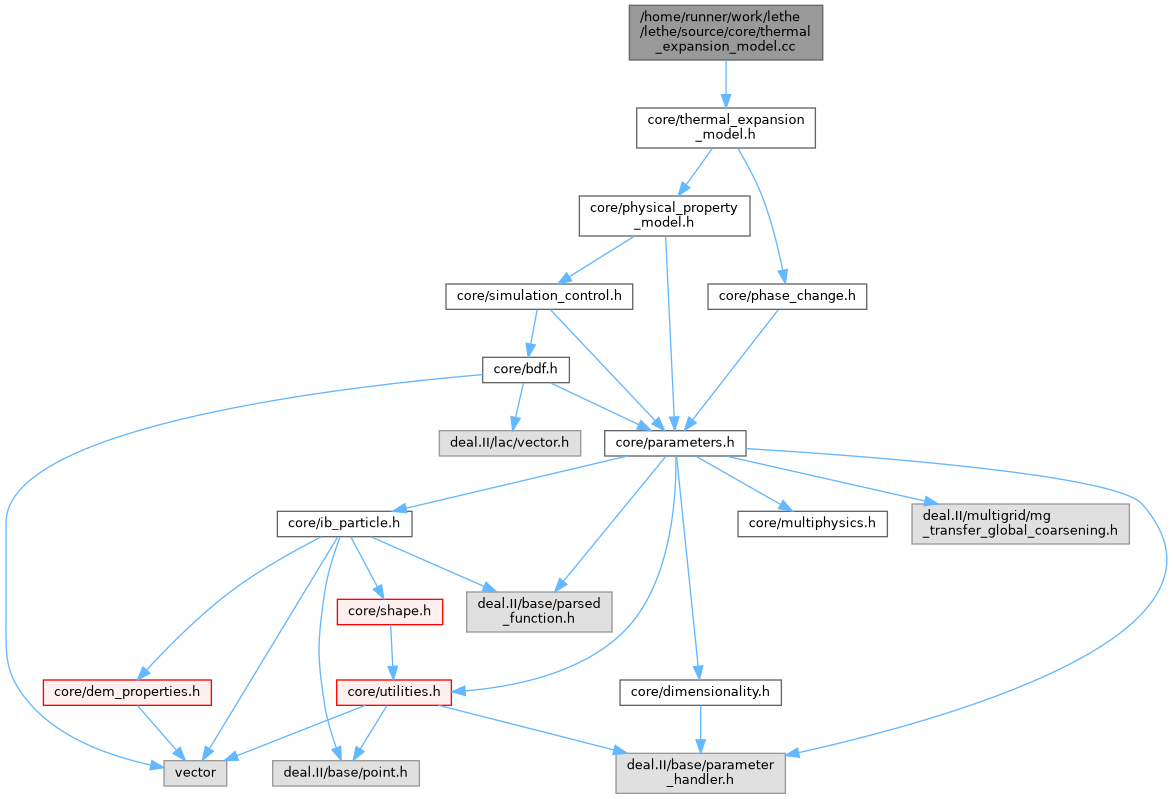 /home/runner/work/lethe
/lethe/source/core/thermal
_expansion_model.cc
core/thermal_expansion
_model.h
core/physical_property
_model.h
core/simulation_control.h
core/phase_change.h
core/bdf.h
deal.II/lac/vector.h
core/parameters.h
core/ib_particle.h
core/multiphysics.h
deal.II/multigrid/mg
_transfer_global_coarsening.h
core/shape.h
deal.II/base/parsed
_function.h
core/dem_properties.h
core/utilities.h
core/dimensionality.h
vector
deal.II/base/point.h
deal.II/base/parameter
_handler.h